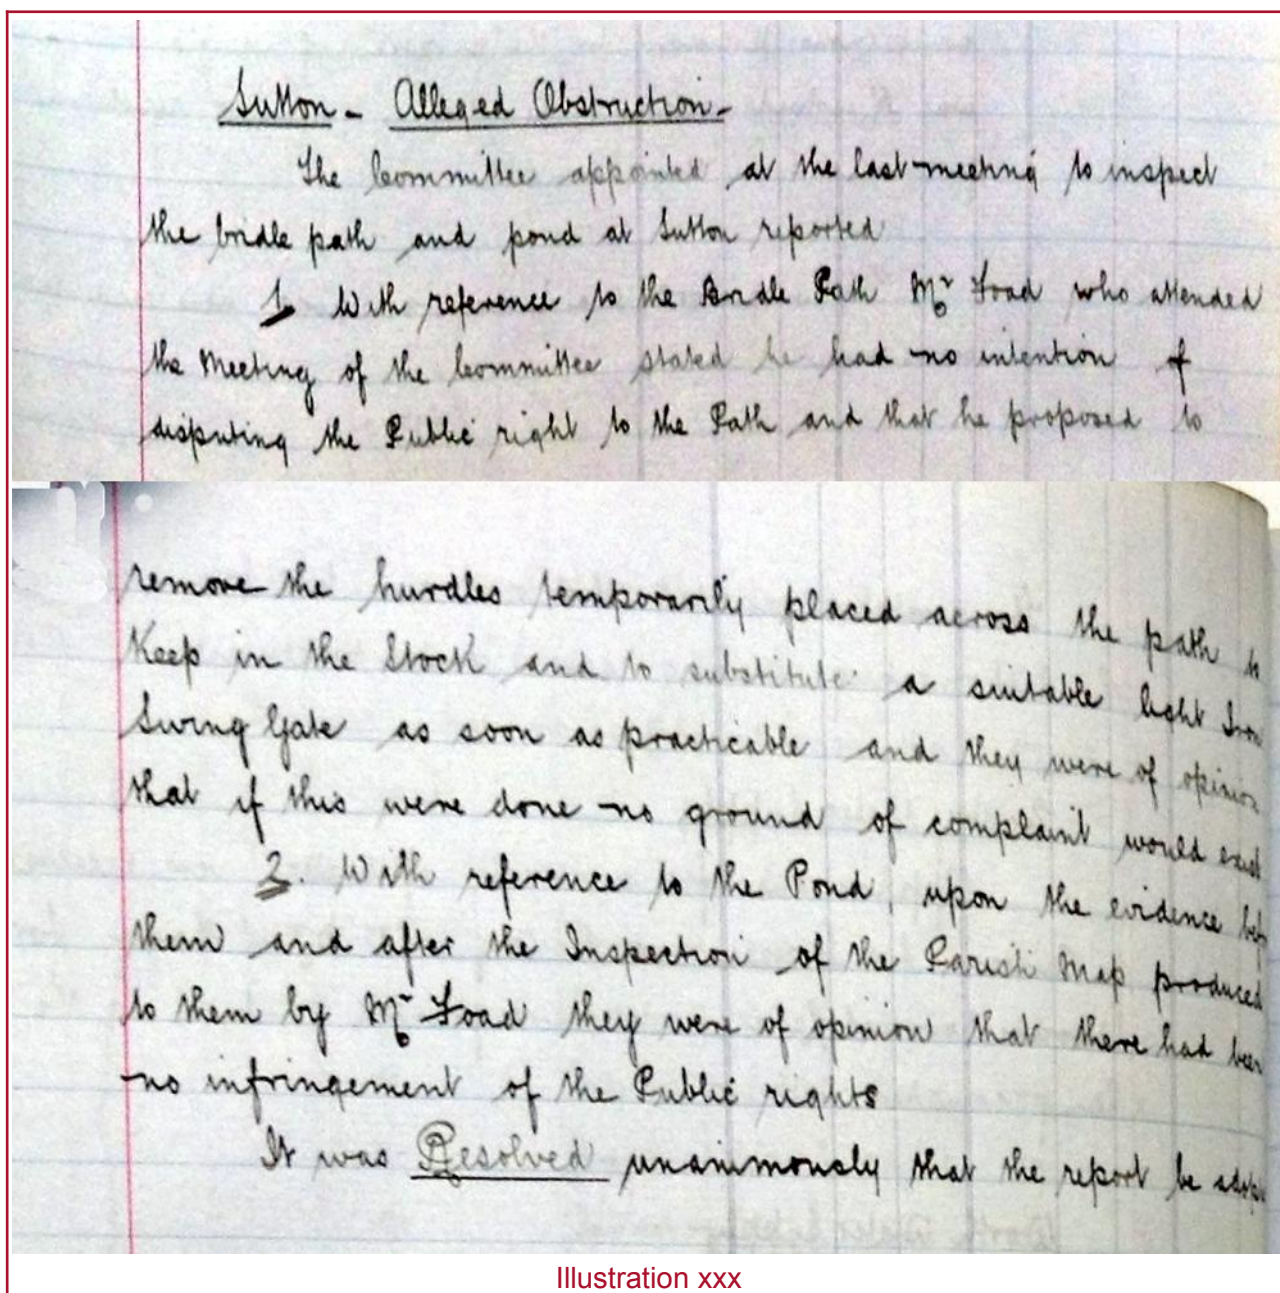 Sutton - Alleged Obstruction -
The Committee appointed at the last meeting to inspect
the bridle path and pond at Sutton reported
1 With reference to the Bridle Path Mr Foad who attended
the Meeting of the Committee stated he had no intention of
disputing the Public right to the Path and that he proposed to
remove the hurdles temporarily placed across the path to
Keep in the Stock and to substitute a suitable light Iron
Swing Gate as soon as practicable and they were of opinion
that if this were done no ground of complaint would exist
2. With reference to the Pond, upon the evidence bef
them and after the Inspection of the Parish Map produced
to them by Mr Foad they were of opinion that there had been
no infringement of the Public rights
It was Resolved unanimously that the report be adop
Illustration xxx